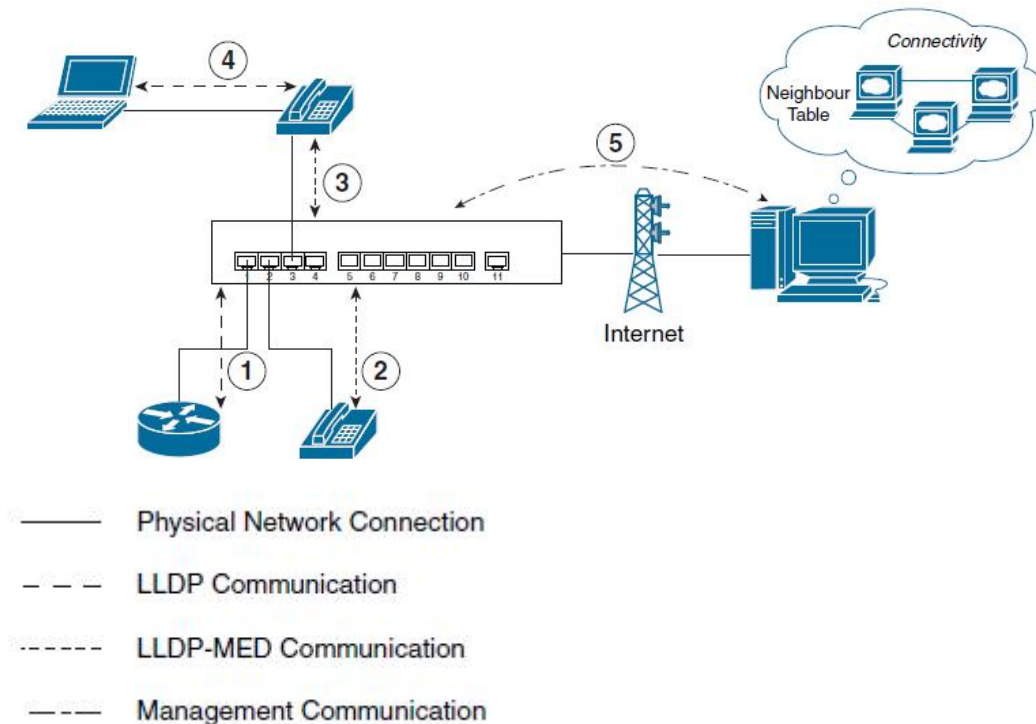 Connectivity
Neighbour
Table
4
5
3
1 2 3 4 5 6 7 8 9 10 11
Internet
1
2
Physical Network Connection
LLDP Communication
LLDP-MED Communication
Management Communication